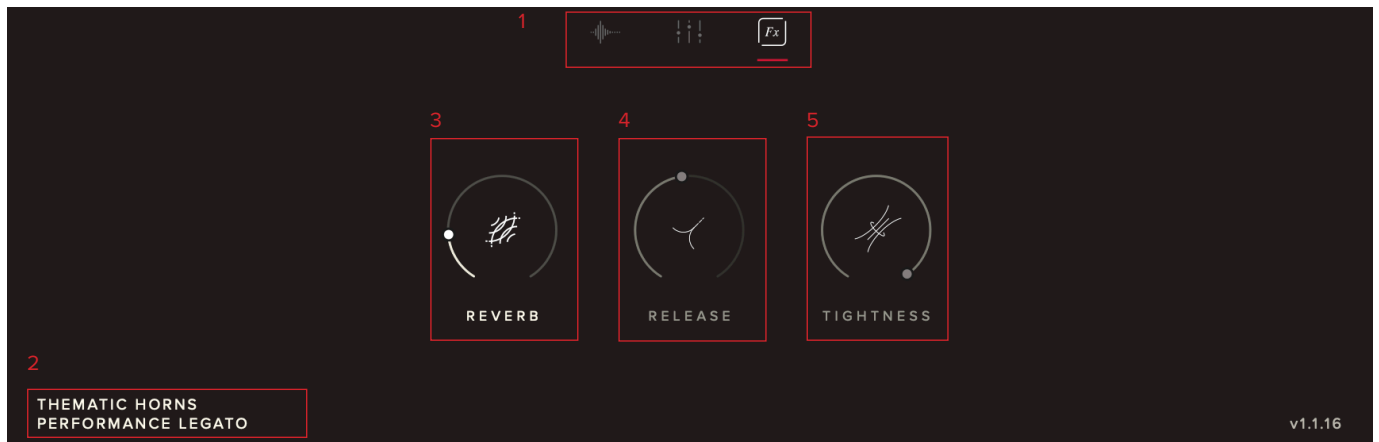 1
Fx
3
4
5
REVERB
RELEASE
TIGHTNESS
2
THEMATIC HORNS
PERFORMANCE LEGATO
v1.1.16